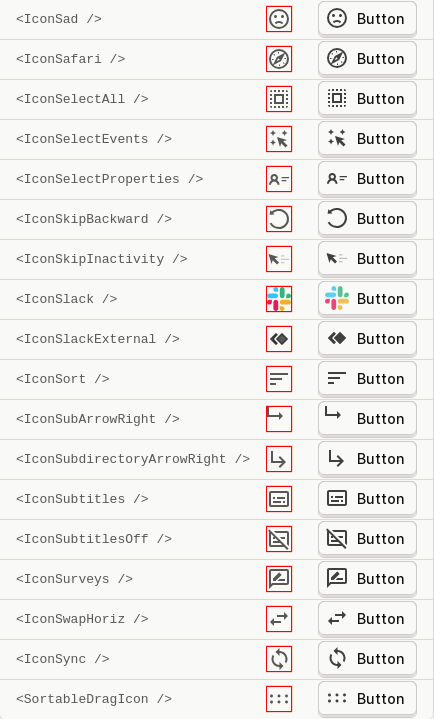 <IconSad /> Button
<IconSafari /> Button
<IconSelectAll /> Button
<IconSelectEvents /> Button
<IconSelectProperties /> Button
<IconSkipBackward /> Button
<IconSkipInactivity /> Button
<IconSlack /> Button
<IconSlackExternal /> Button
<IconSort /> Button
<IconSubArrowRight /> Button
<IconSubdirectoryArrowRight /> Button
<IconSubtitles /> Button
<IconSubtitlesOff /> Button
<IconSurveys /> Button
<IconSwapHoriz /> Button
<IconSync /> Button
<SortableDragIcon /> Button